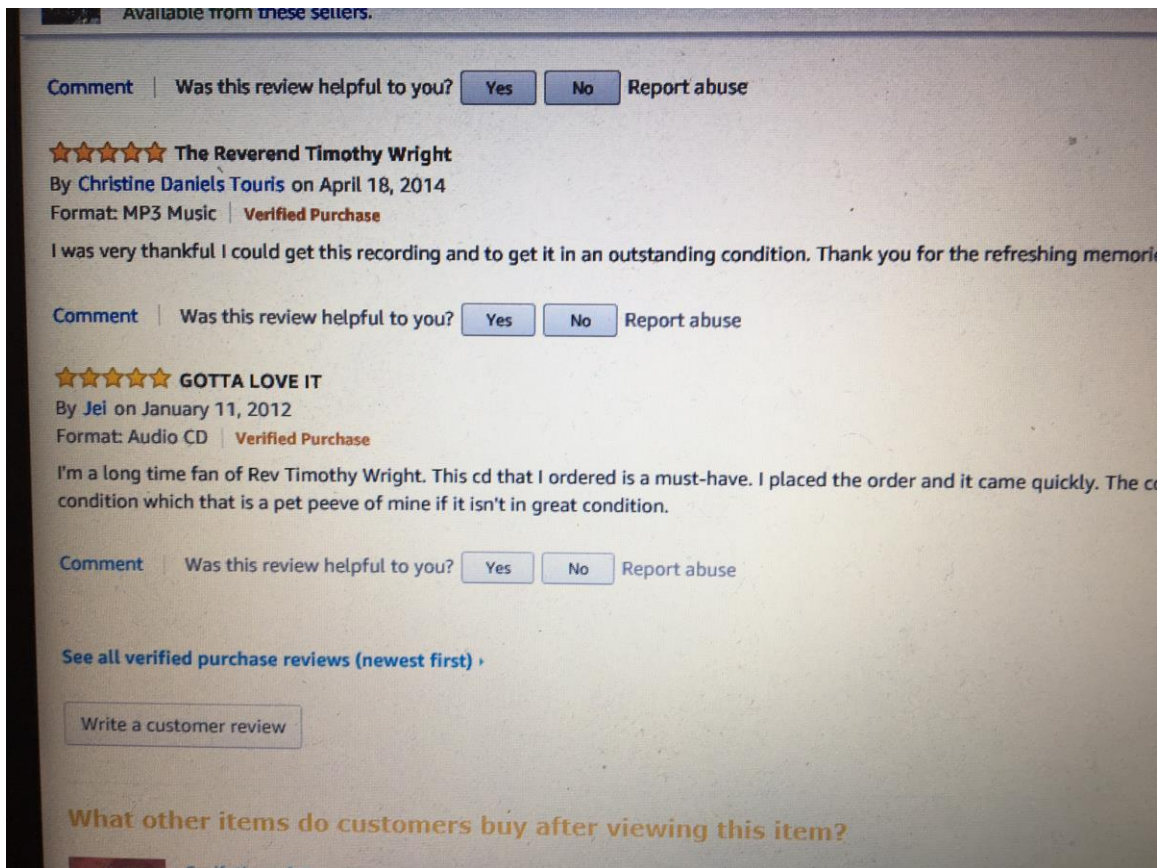 Available from these sellers.
Comment | Was this review helpful to you? Yes No Report abuse
The Reverend Timothy Wright
By Christine Daniels Touris on April 18, 2014
Format: MP3 Music | Verified Purchase
I was very thankful I could get this recording and to get it in an outstanding condition. Thank you for the refreshing
Comment | Was this review helpful to you? Yes No Report abuse
GOTTA LOVE IT
By Jei on January 11, 2012
Format: Audio CD | Verified Purchase
I'm a long time fan of Rev Timothy Wright. This cd that I ordered is a must-have. I placed the order and it came quickly. The
condition which that is a pet peeve of mine if it isn't in great condition.
Comment | Was this review helpful to you? Yes No Report abuse
See all verified purchase reviews (newest first) ›
Write a customer review
What other items do customers buy after viewing this item?